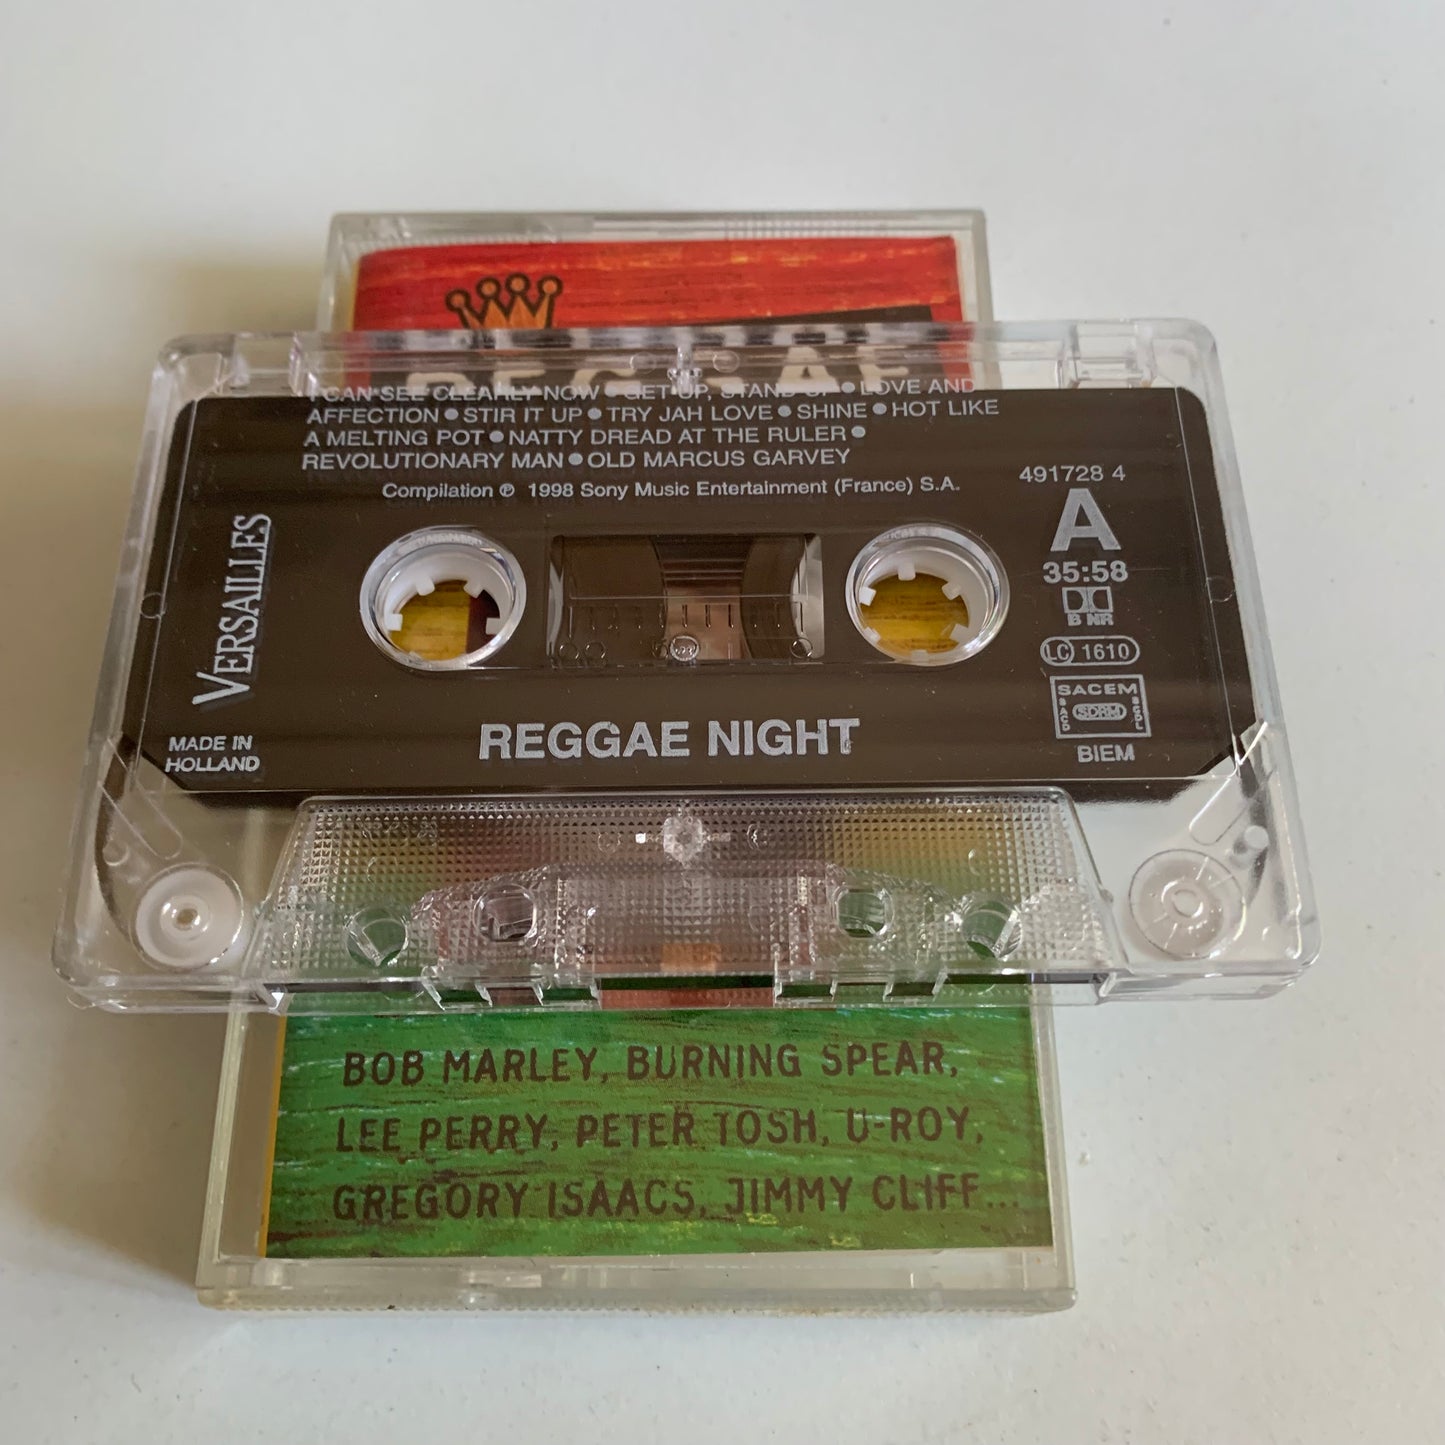 REGGAE
I CAN SEE CLEARLY NOW • GET UP, STAND UP • LOVE AND
AFFECTION • STIR IT UP • TRY JAH LOVE • SHINE • HOT LIKE
A MELTING POT • NATTY DREAD AT THE RULER •
REVOLUTIONARY MAN • OLD MARCUS GARVEY
Compilation ℗ 1998 Sony Music Entertainment (France) S.A.
491728 4
A
35:58
B NR
LC 1610
SACEM
SACD
SDRM
SGDL
BIEM
VERSAILLES
MADE IN
HOLLAND
REGGAE NIGHT
BOB MARLEY, BURNING SPEAR,
LEE PERRY, PETER TOSH, U-ROY,
GREGORY ISAACS, JIMMY CLIFF...